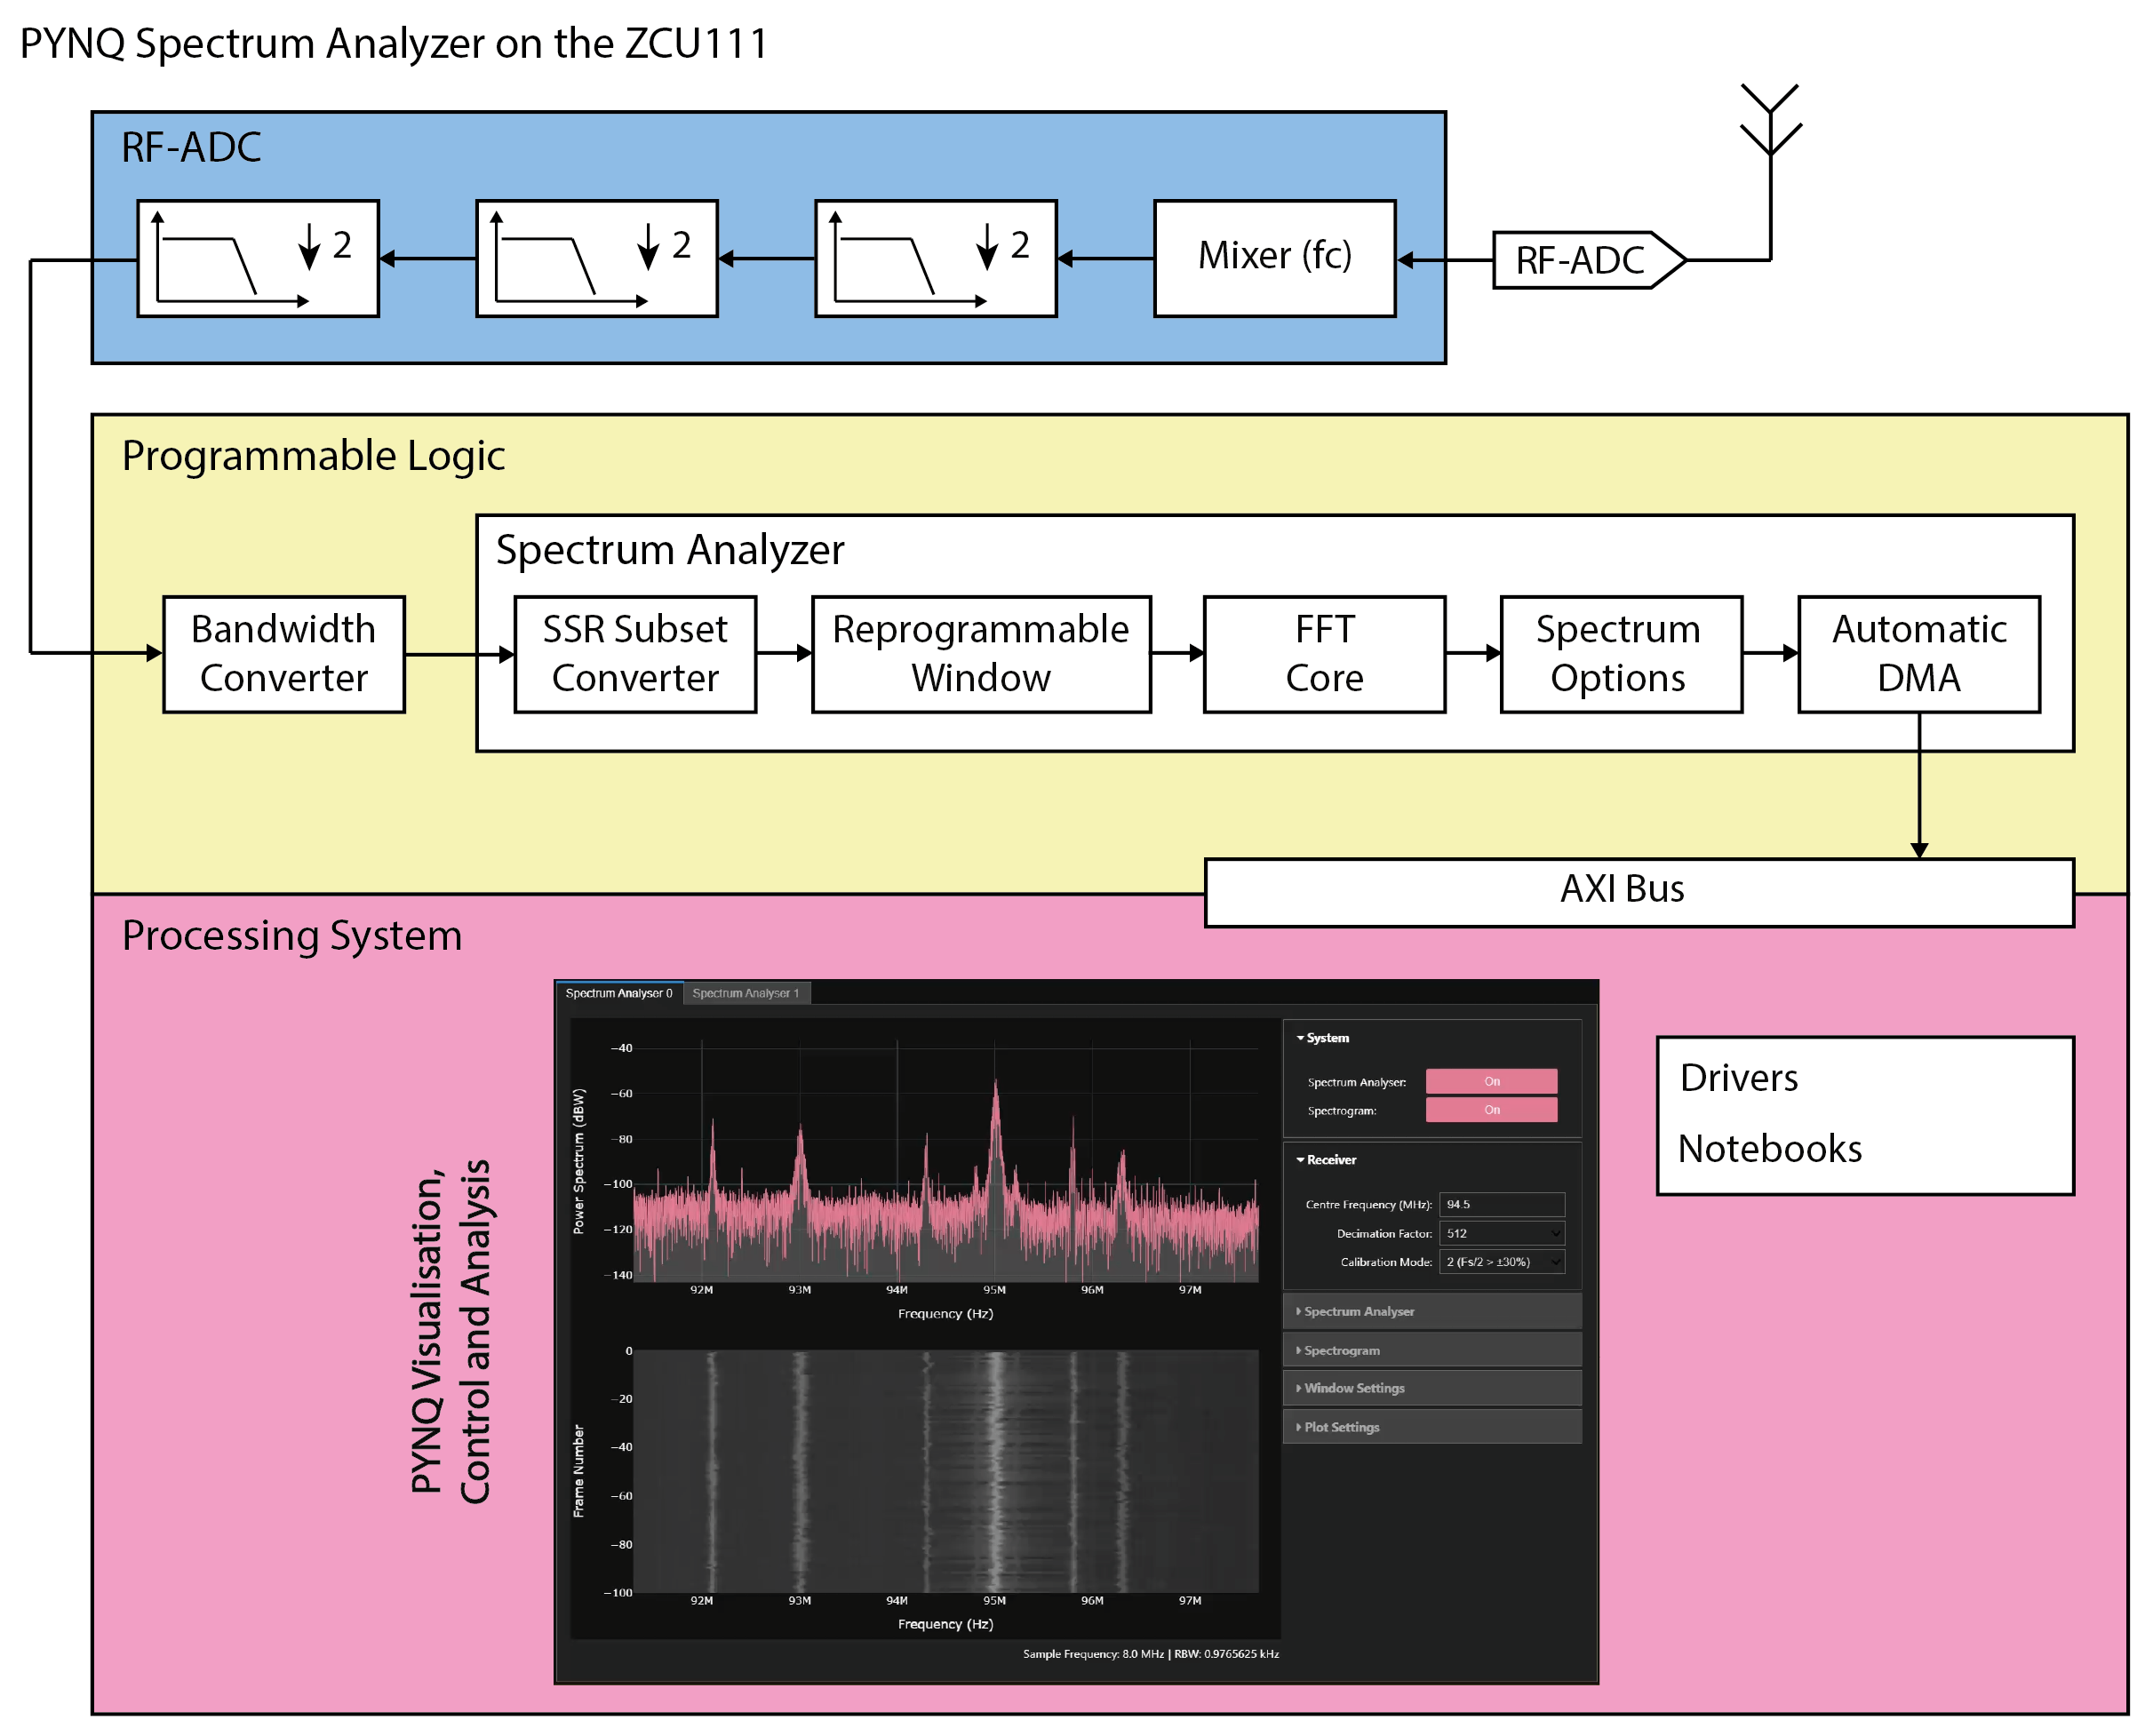 PYNQ Spectrum Analyzer on the ZCU111
RF-ADC
2
2
2
Mixer (fc)
RF-ADC
Programmable Logic
Spectrum Analyzer
Bandwidth
Converter
SSR Subset
Converter
Reprogrammable
Window
FFT
Core
Spectrum
Options
Automatic
DMA
AXI Bus
Processing System
PYNQ Visualisation,
Control and Analysis
Spectrum Analyser 0
Spectrum Analyser 1
Power Spectrum (dBW)
−40
−60
−80
−100
−120
−140
92M 93M 94M 95M 96M 97M
Frequency (Hz)
Frame Number
0
−20
−40
−60
−80
−100
92M 93M 94M 95M 96M 97M
Frequency (Hz)
Sample Frequency: 8.0 MHz | RBW: 0.9765625 kHz
System
Spectrum Analyser: On
Spectrogram: On
Receiver
Centre Frequency (MHz): 94.5
Decimation Factor: 512
Calibration Mode: 2 (Fs/2 > ±30%)
Spectrum Analyser
Spectrogram
Window Settings
Plot Settings
Drivers
Notebooks